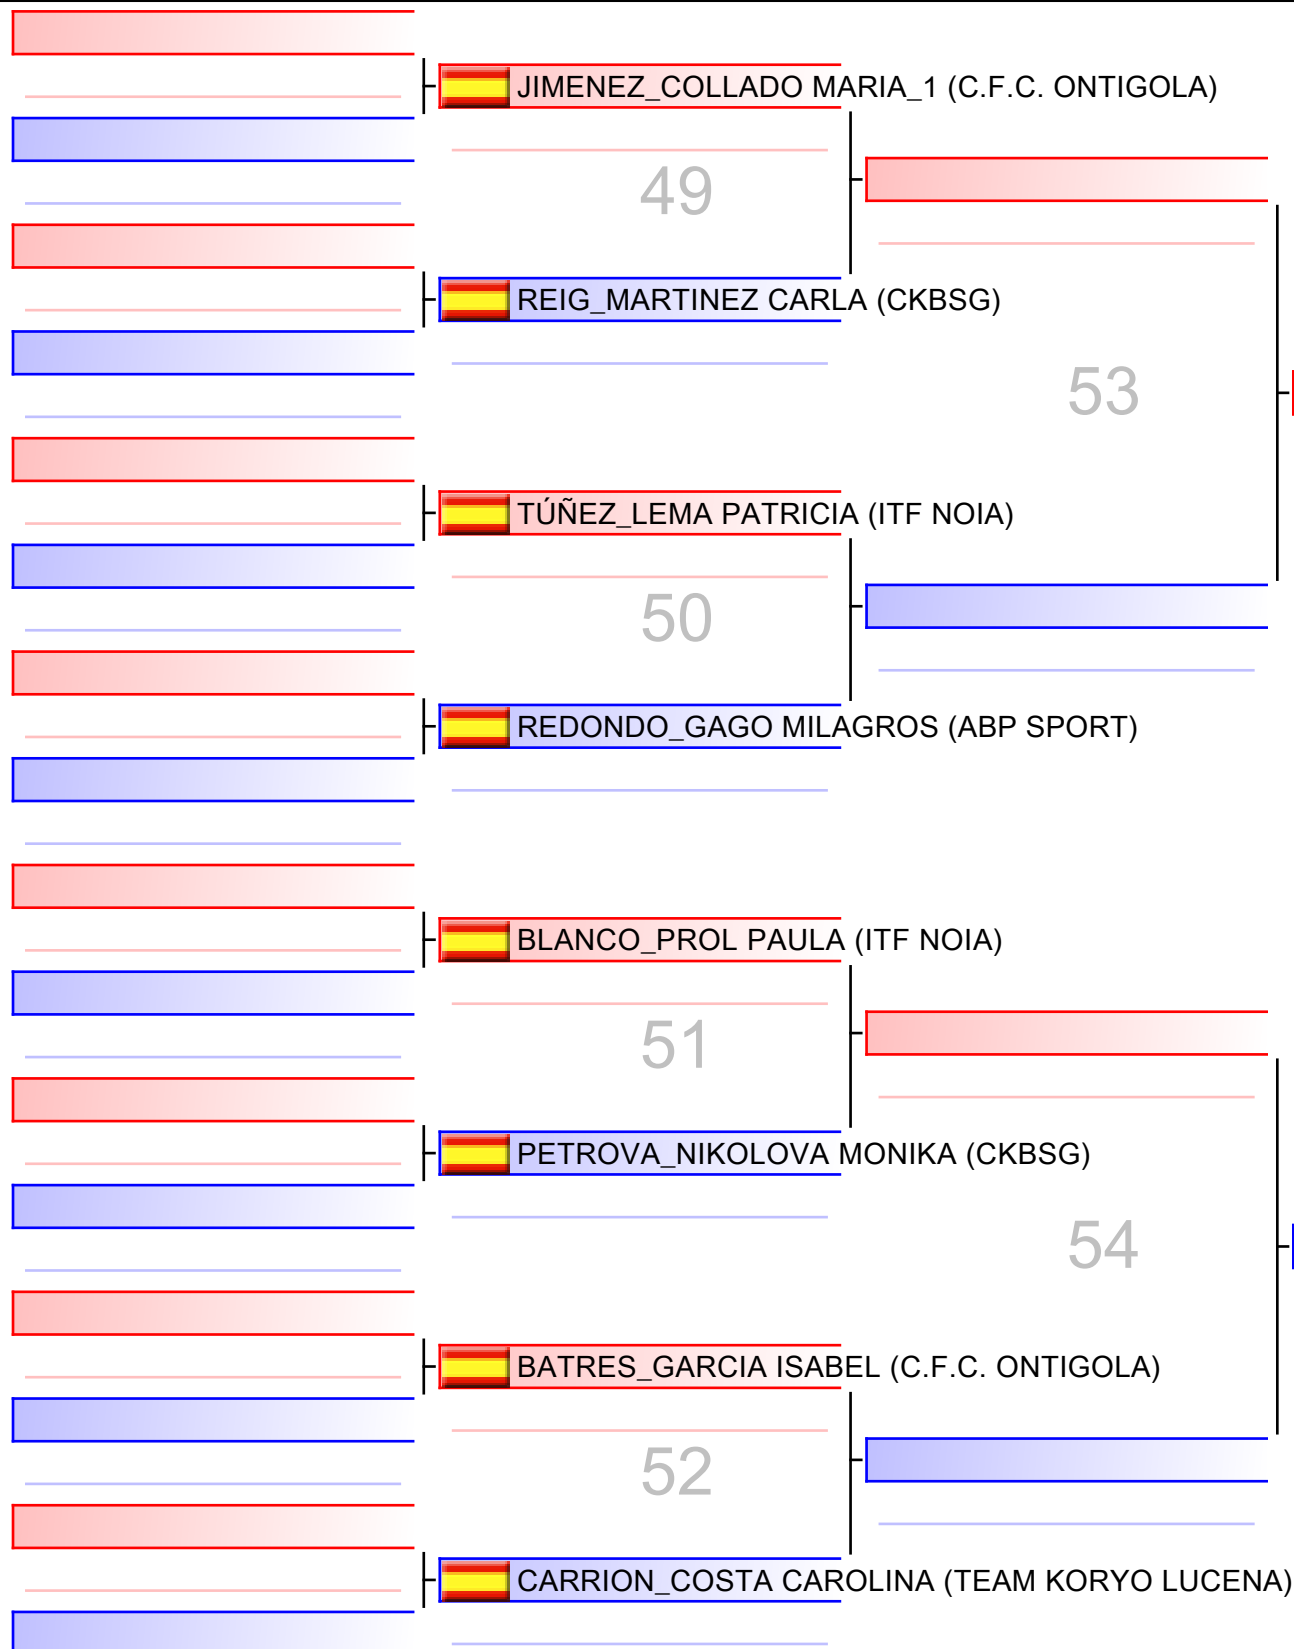 JIMENEZ_COLLADO MARIA_1 (C.F.C. ONTIGOLA)
49
REIG_MARTINEZ CARLA (CKBSG)
53
TÚÑEZ_LEMA PATRICIA (ITF NOIA)
50
REDONDO_GAGO MILAGROS (ABP SPORT)
BLANCO_PROL PAULA (ITF NOIA)
51
PETROVA_NIKOLOVA MONIKA (CKBSG)
54
BATRES_GARCIA ISABEL (C.F.C. ONTIGOLA)
52
CARRION_COSTA CAROLINA (TEAM KORYO LUCENA)